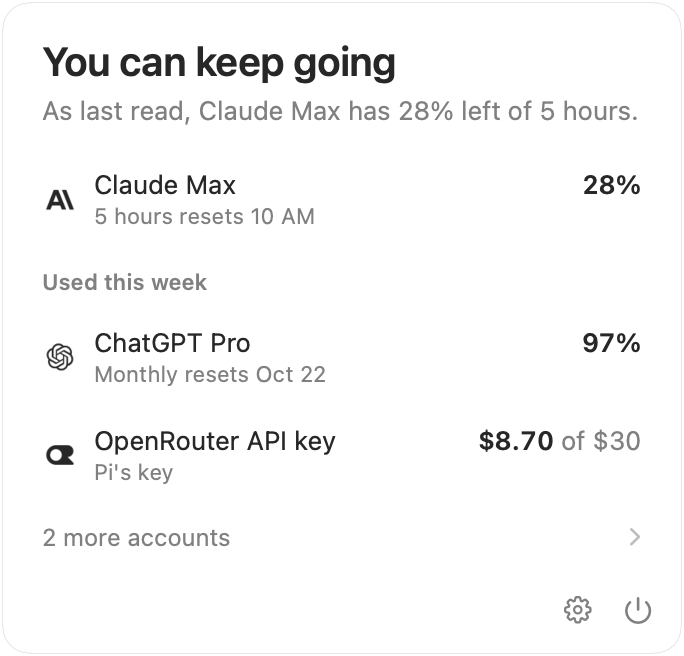 You can keep going
As last read, Claude Max has 28% left of 5 hours.
Claude Max
28%
5 hours resets 10 AM
Used this week
ChatGPT Pro
97%
Monthly resets Oct 22
OpenRouter API key
$8.70 of $30
Pi's key
2 more accounts